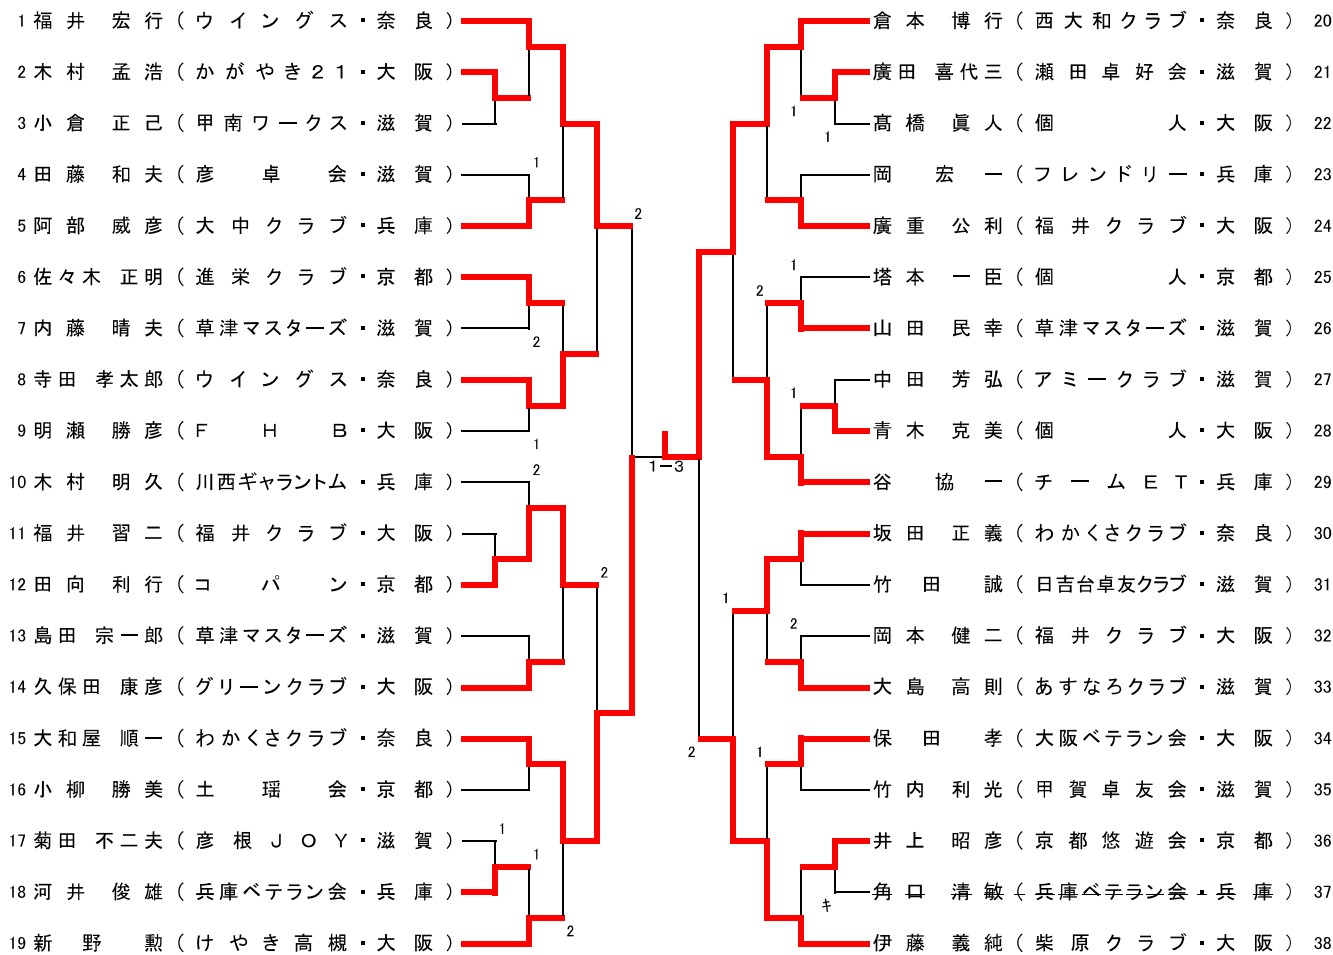 1 福井 宏行 (ウイングス・奈良)
2 木村 孟浩 (かがやき21・大阪)
3 小倉 正己 (甲南ワークス・滋賀)
1
4 田藤 和夫 (彦卓会・滋賀)
5 阿部 威彦 (大中クラブ・兵庫)
2
6 佐々木 正明 (進栄クラブ・京都)
7 内藤 晴夫 (草津マスターズ・滋賀)
2
8 寺田 孝太郎 (ウイングス・奈良)
9 明瀬 勝彦 (FHB・大阪)
1
10 木村 明久 (川西ギャラントム・兵庫)
2
11 福井 習二 (福井クラブ・大阪)
12 田向 利行 (コパン・京都)
2
13 島田 宗一郎 (草津マスターズ・滋賀)
14 久保田 康彦 (グリーンクラブ・大阪)
15 大和屋 順一 (わかくさクラブ・奈良)
16 小柳 勝美 (土瑶会・京都)
1
17 菊田 不二夫 (彦根JOY・滋賀)
1
18 河井 俊雄 (兵庫ベテラン会・兵庫)
2
19 新野 勲 (けやき高槻・大阪)
1-3
倉本 博行 (西大和クラブ・奈良) 20
廣田 喜代三 (瀬田卓好会・滋賀) 21
1
髙橋 眞人 (個人・大阪) 22
1
岡 宏一 (フレンドリー・兵庫) 23
廣重 公利 (福井クラブ・大阪) 24
1
塔本 一臣 (個人・京都) 25
2
山田 民幸 (草津マスターズ・滋賀) 26
中田 芳弘 (アミークラブ・滋賀) 27
1
青木 克美 (個人・大阪) 28
谷 協一 (チームET・兵庫) 29
坂田 正義 (わかくさクラブ・奈良) 30
竹田 誠 (日吉台卓友クラブ・滋賀) 31
1
2
岡本 健二 (福井クラブ・大阪) 32
大島 高則 (あすなろクラブ・滋賀) 33
保田 孝 (大阪ベテラン会・大阪) 34
2
1
竹内 利光 (甲賀卓友会・滋賀) 35
井上 昭彦 (京都悠遊会・京都) 36
角口 清敏 (兵庫ベテラン会・兵庫) 37
キ
伊藤 義純 (柴原クラブ・大阪) 38